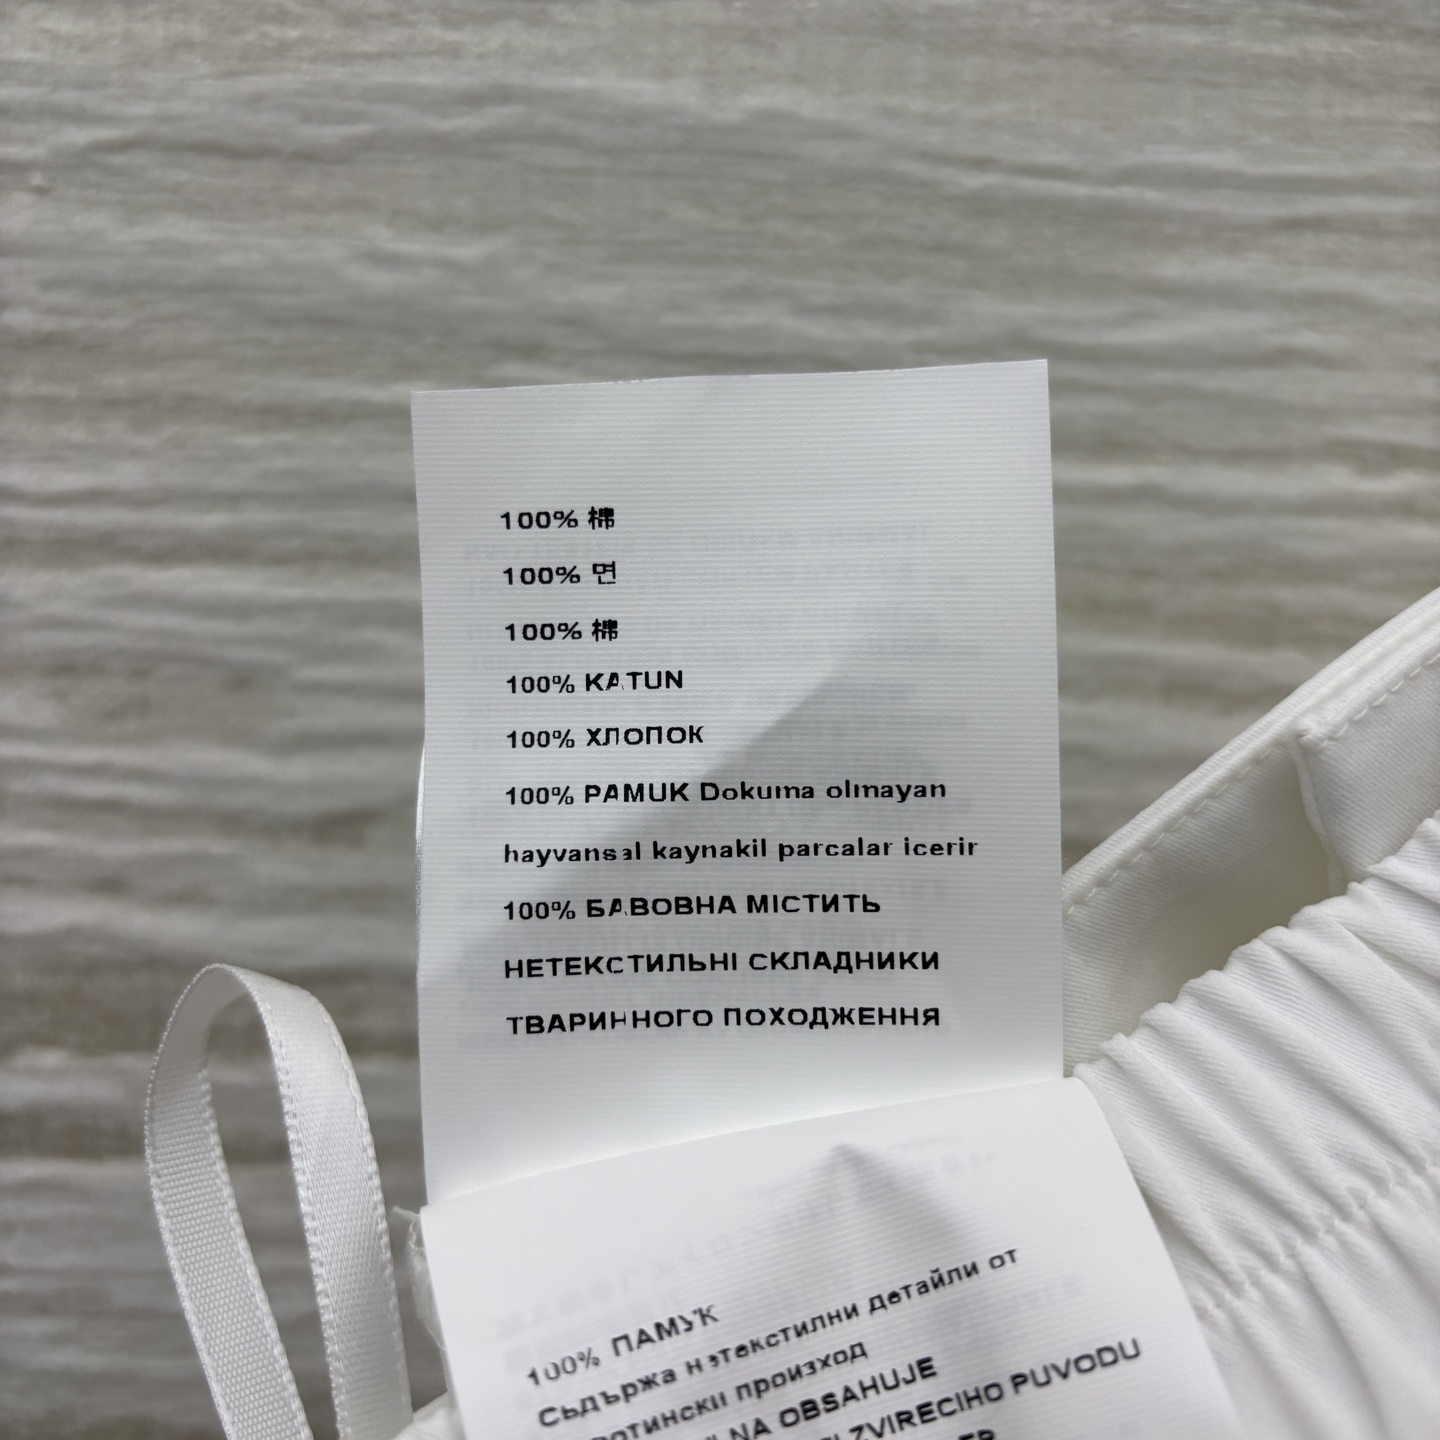 100% 棉
100% 면
100% 棉
100% KATUN
100% ХЛОПОК
100% PAMUK Dokuma olmayan
hayvansal kaynakil parcalar icerir
100% БАВОВНА МІСТИТЬ
НЕТЕКСТИЛЬНІ СКЛАДНИКИ
ТВАРИННОГО ПОХОДЖЕННЯ
100% ПАМУК
Съдържа нетекстилни детайли от
произход
OBSAHUJE
ZVIRECIHO PUVODU